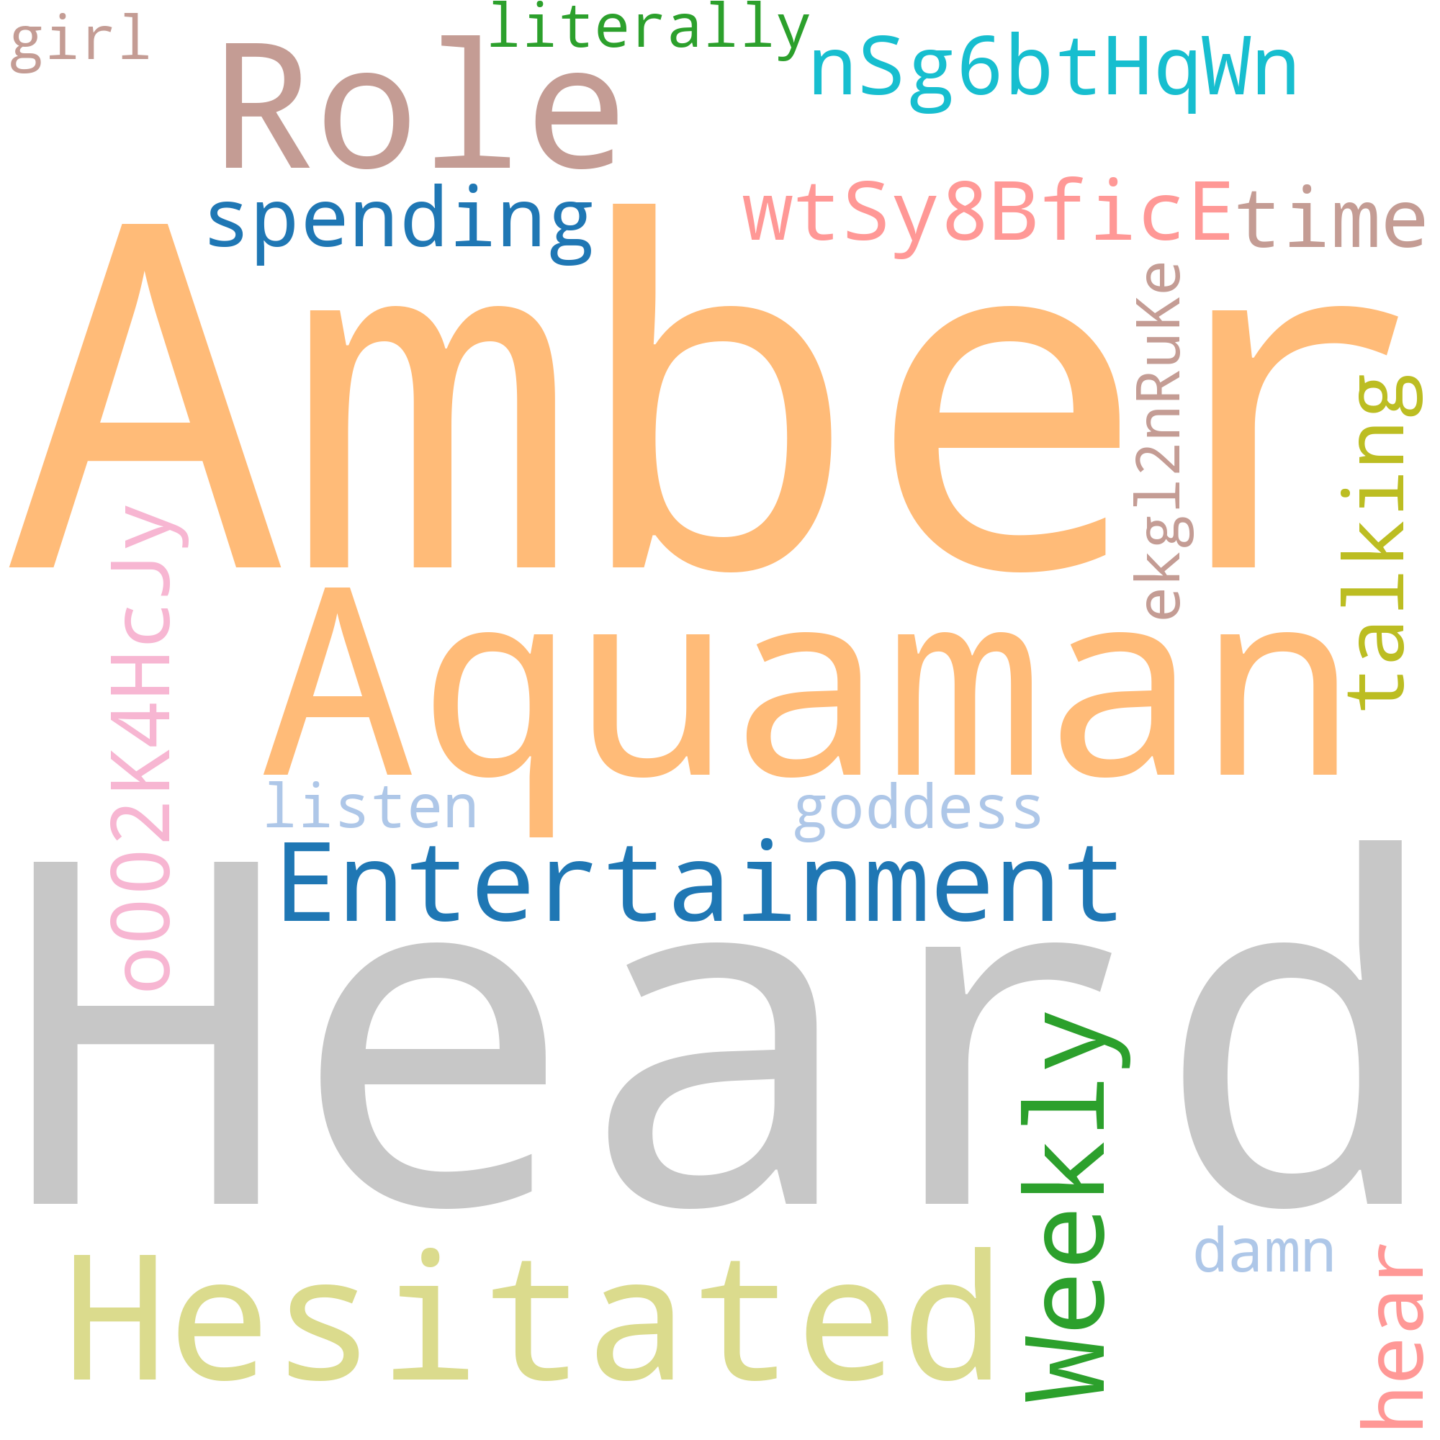 girl
literally
Role
nSg6btHqWn
spending
wtSy8BficE
time
Amber
ekgl2nRuKe
talking
oO02K4HcJy
Aquaman
listen
goddess
Entertainment
Heard
Weekly
Hesitated
damn
hear